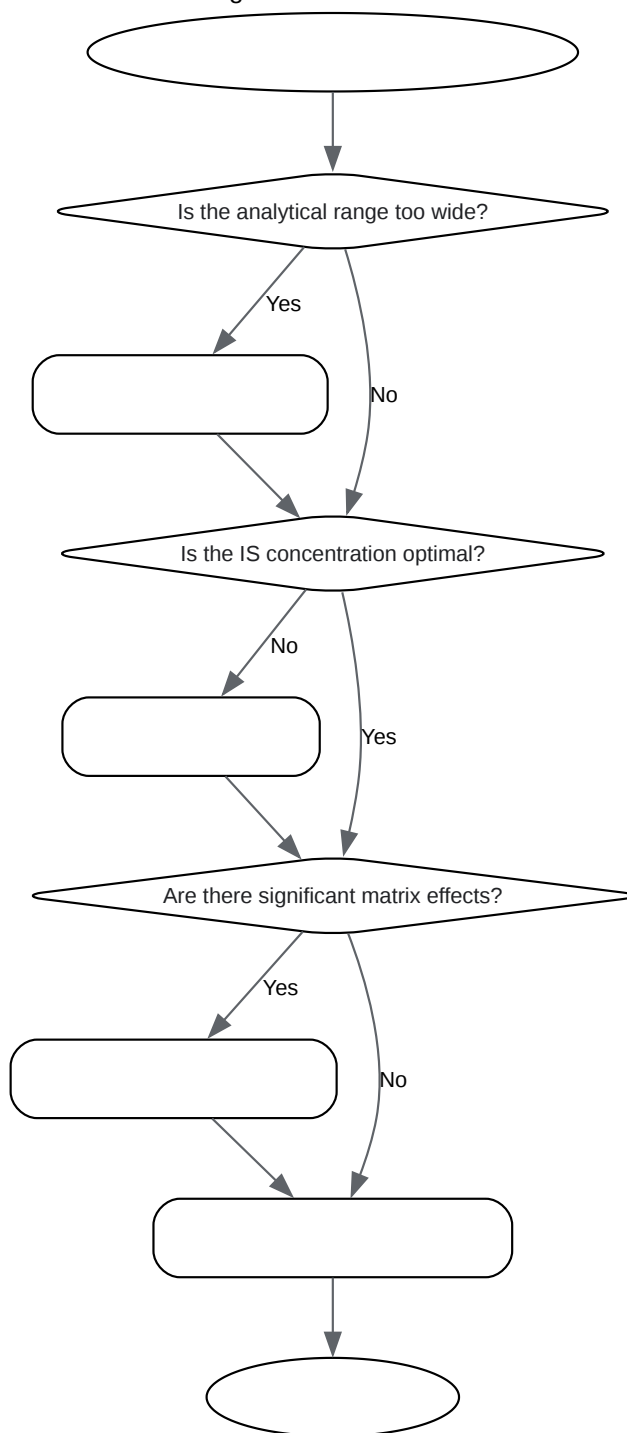 Is the analytical range too wide?
Yes
No
Is the IS concentration optimal?
No
Yes
Are there significant matrix effects?
Yes
No